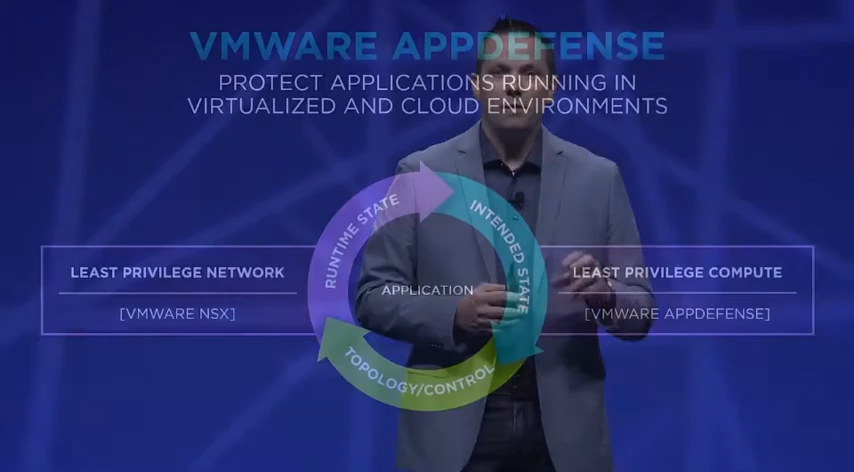 VMWARE APPDEFENSE
PROTECT APPLICATIONS RUNNING IN
VIRTUALIZED AND CLOUD ENVIRONMENTS
RUNTIME STATE
INTENDED STATE
LEAST PRIVILEGE NETWORK
[VMWARE NSX]
APPLICATION
LEAST PRIVILEGE COMPUTE
[VMWARE APPDEFENSE]
TOPOLOGY/CONTROL